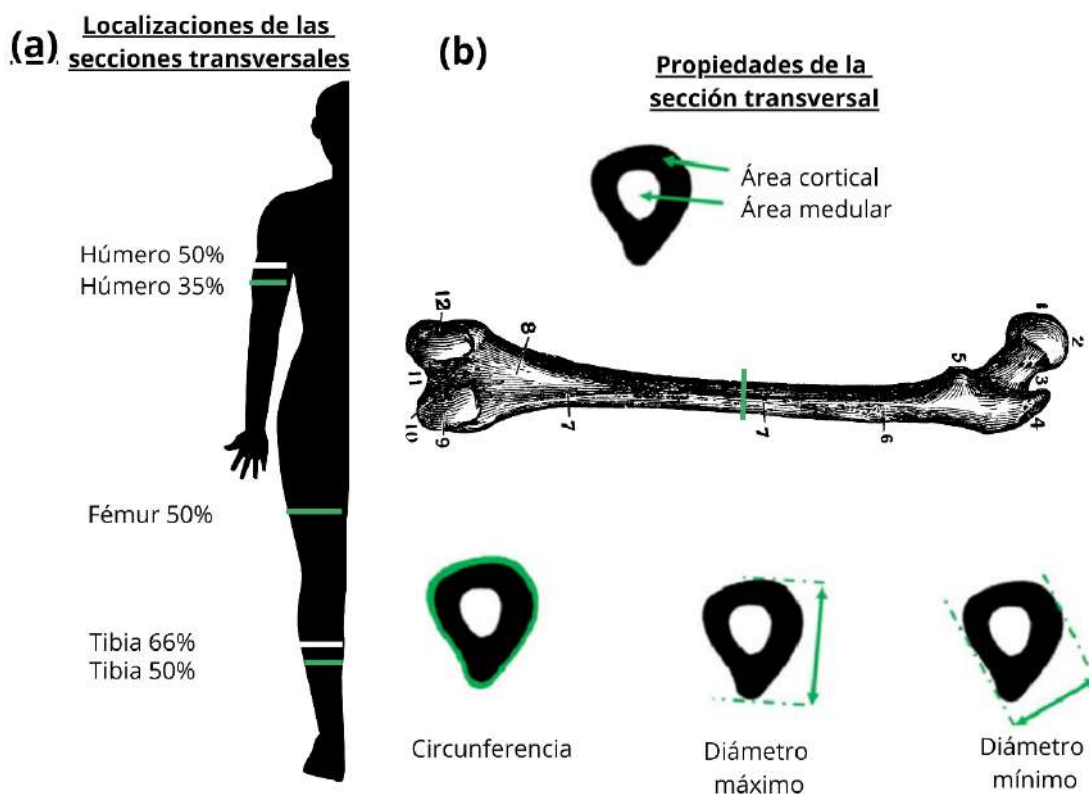 (a)
Localizaciones de las
secciones transversales
Húmero 50%
Húmero 35%
Fémur 50%
Tibia 66%
Tibia 50%
(b)
Propiedades de la
sección transversal
Área cortical
Área medular
12
8
11
10
9
7
7
6
5
1
2
3
4
Circunferencia
Diámetro
máximo
Diámetro
mínimo